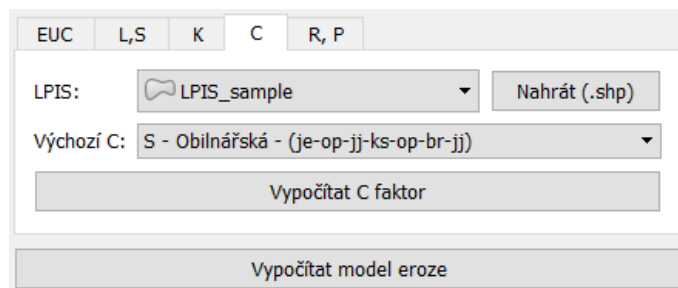 EUC L,S K C R, P
LPIS: LPIS_sample Nahrát (.shp)
Výchozí C: S - Obilnářská - (je-op-jj-ks-op-br-jj)
Vypočítat C faktor
Vypočítat model eroze